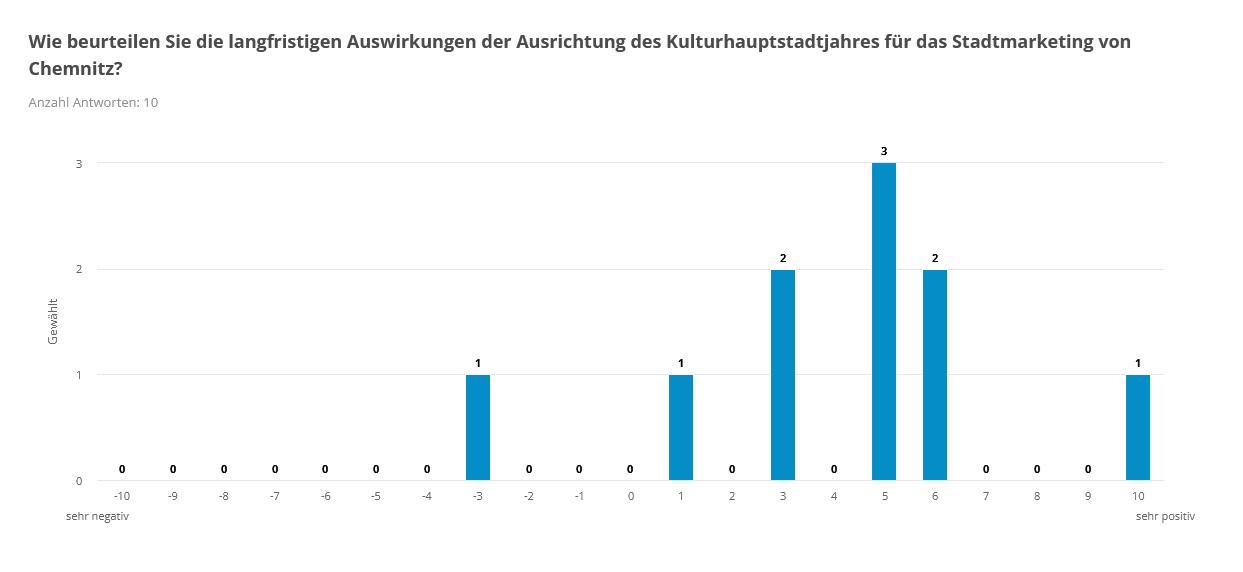 Wie beurteilen Sie die langfristigen Auswirkungen der Ausrichtung des Kulturhauptstadtjahres für das Stadtmarketing von
Chemnitz?
Anzahl Antworten: 10
3
3
2
2
2
Gewählt
1
1
1
1
0 0 0 0 0 0 0 0 0 0 0 0 0 0 0
0
-10 -9 -8 -7 -6 -5 -4 -3 -2 -1 0 1 2 3 4 5 6 7 8 9 10
sehr negativ sehr positiv